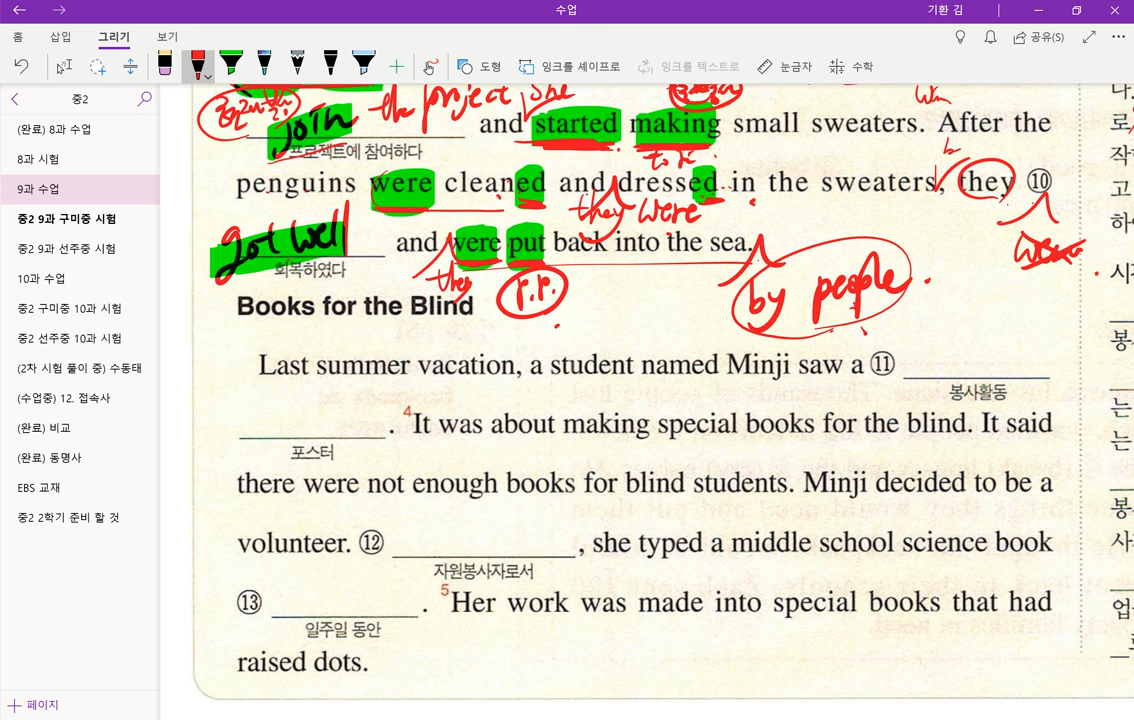 수업
기환 김
홈 삽입 그리기 보기
공유(S)
도형 잉크를 셰이프로 잉크를 텍스트로 눈금자 수학
중2
(완료) 8과 수업
8과 시험
9과 수업
중2 9과 구미중 시험
중2 9과 선주중 시험
10과 수업
중2 구미중 10과 시험
중2 선주중 10과 시험
(2차 시험 풀이 중) 수동태
(수업중) 12. 접속사
(완료) 비교
(완료) 동명사
EBS 교재
중2 2학기 준비 할 것
페이지
the project she
join and started making small sweaters. After the
프로젝트에 참여하다
penguins were cleaned and dressed in the sweaters, they ⑩
they were
got well and were put back into the sea.
회복하였다
they p.p. by people
Books for the Blind
Last summer vacation, a student named Minji saw a ⑪
봉사활동
. 4 It was about making special books for the blind. It said
포스터
there were not enough books for blind students. Minji decided to be a
volunteer. ⑫ , she typed a middle school science book
자원봉사자로서
⑬ . 5 Her work was made into special books that had
일주일 동안
raised dots.